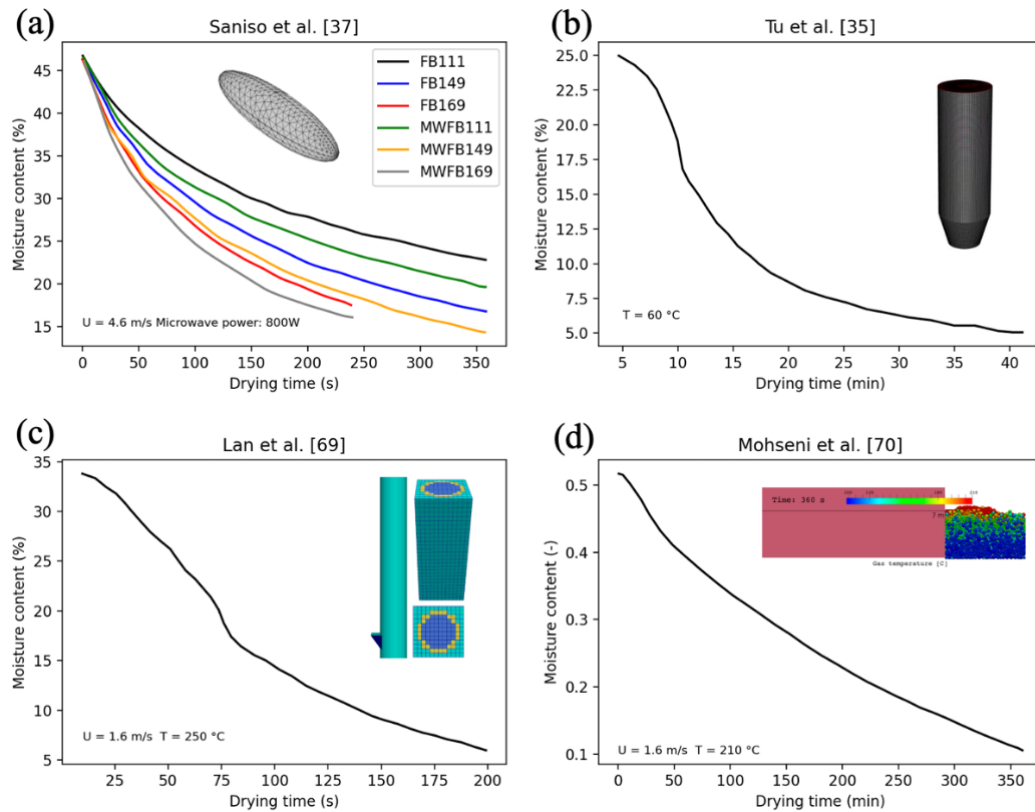 (a)
Saniso et al. [37]
Moisture content (%)
45
40
35
30
25
20
15
FB111
FB149
FB169
MWFB111
MWFB149
MWFB169
U = 4.6 m/s Microwave power: 800W
0 50 100 150 200 250 300 350
Drying time (s)
(b)
Tu et al. [35]
Moisture content (%)
25.0
22.5
20.0
17.5
15.0
12.5
10.0
7.5
5.0
T = 60 °C
5 10 15 20 25 30 35 40
Drying time (min)
(c)
Lan et al. [69]
Moisture content (%)
35
30
25
20
15
10
5
U = 1.6 m/s T = 250 °C
25 50 75 100 125 150 175 200
Drying time (s)
(d)
Mohseni et al. [70]
Moisture content (-)
0.5
0.4
0.3
0.2
0.1
Time: 360 s
Gas temperature [C]
U = 1.6 m/s T = 210 °C
0 50 100 150 200 250 300 350
Drying time (min)